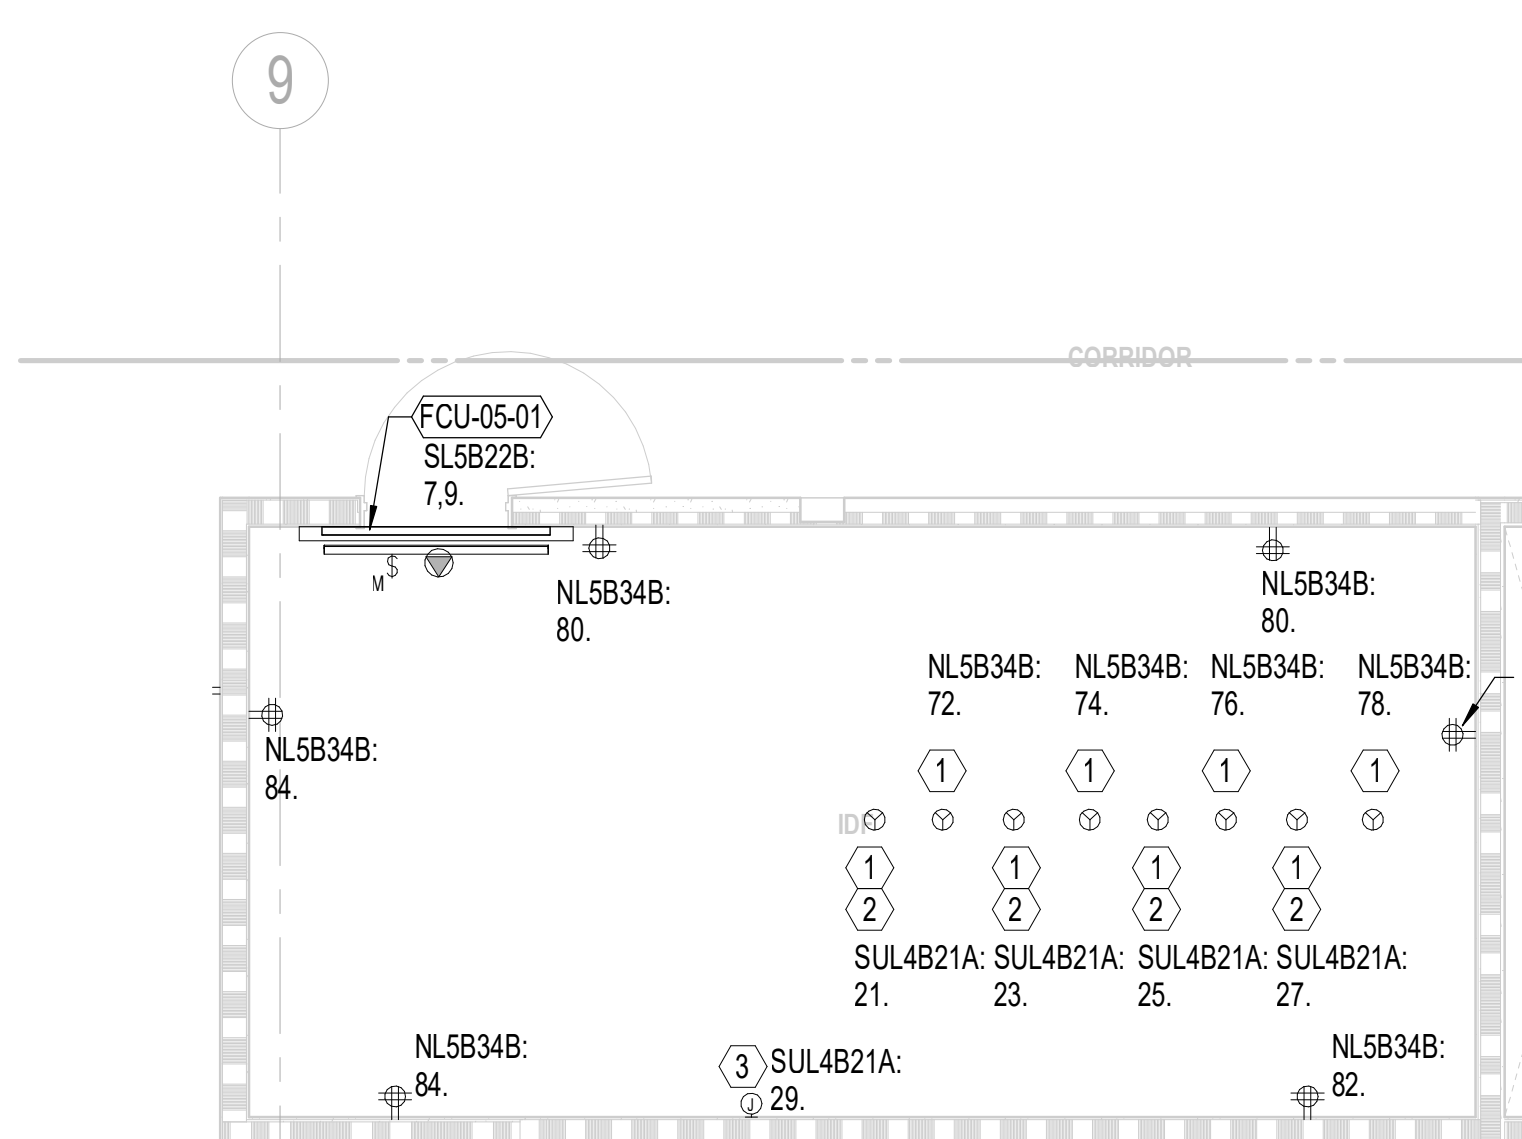 9
CORRIDOR
FCU-05-01
SL5B22B:
7,9.
$
M
NL5B34B:
80.
NL5B34B:
80.
NL5B34B:
72.
NL5B34B:
74.
NL5B34B:
76.
NL5B34B:
78.
NL5B34B:
84.
1
1
1
1
IDF
1
2
1
2
1
2
1
2
SUL4B21A:
21.
SUL4B21A:
23.
SUL4B21A:
25.
SUL4B21A:
27.
NL5B34B:
84.
3
SUL4B21A:
29.
J
NL5B34B:
82.